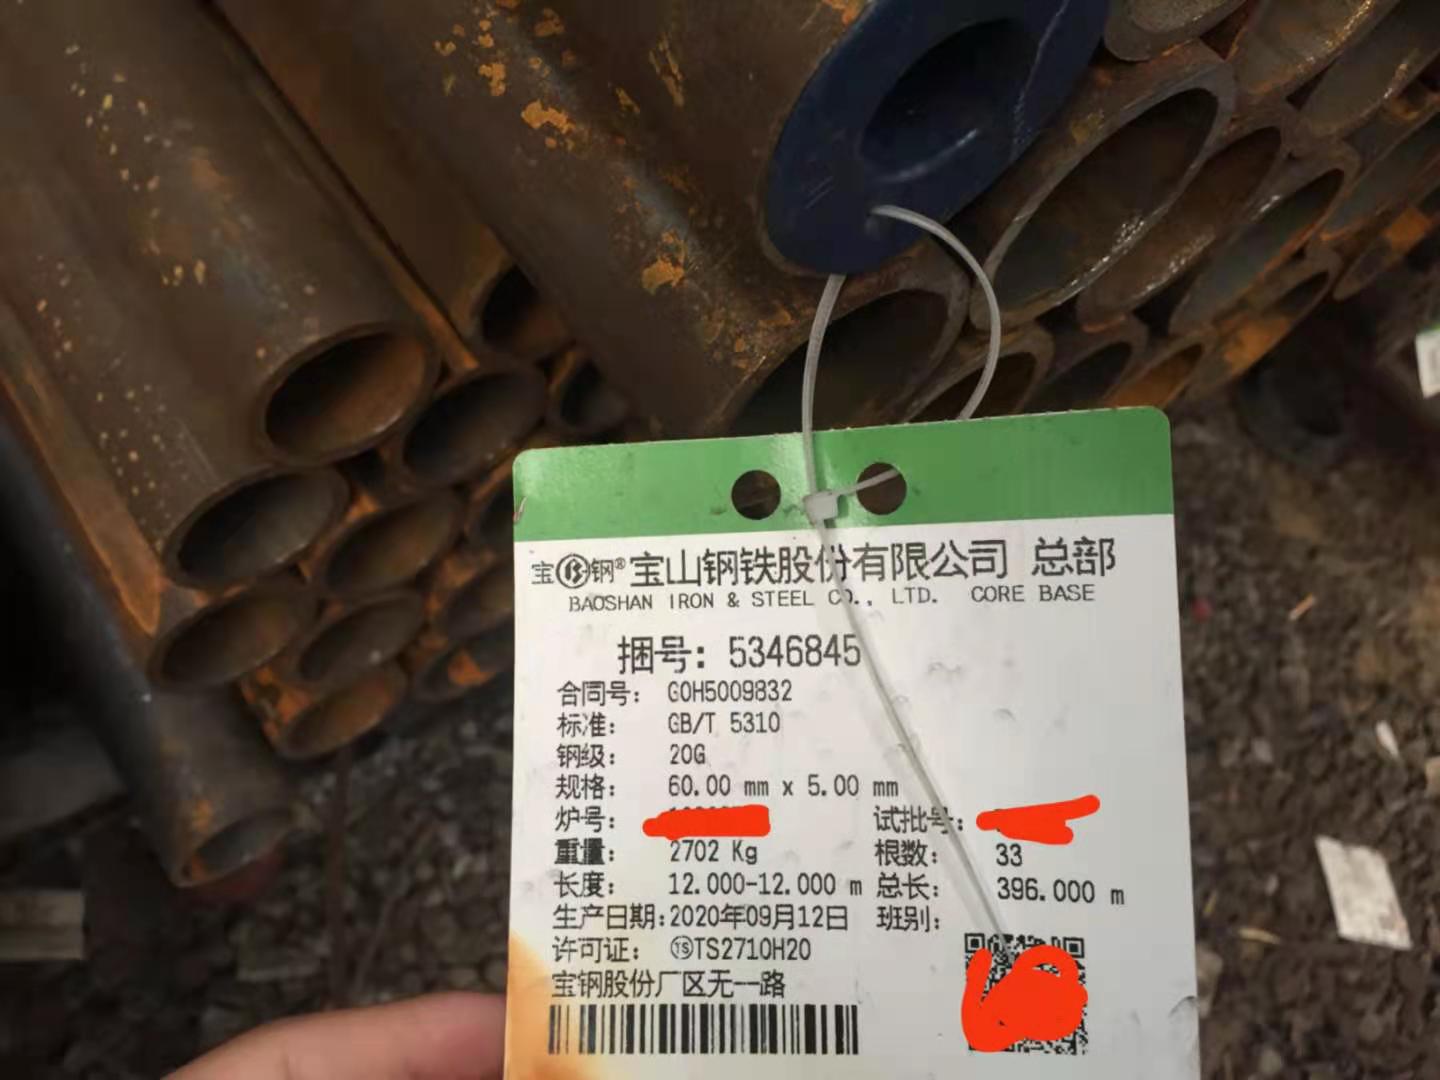 宝钢® 宝山钢铁股份有限公司 总部
BAOSHAN IRON & STEEL CO., LTD. CORE BASE
捆号: 5346845
合同号: GOH5009832
标准: GB/T 5310
钢级: 20G
规格: 60.00 mm x 5.00 mm
炉号: 试批号:
重量: 2702 Kg 根数: 33
长度: 12.000-12.000 m 总长: 396.000 m
生产日期: 2020年09月12日 班别:
许可证: TS TS2710H20
宝钢股份厂区无一路